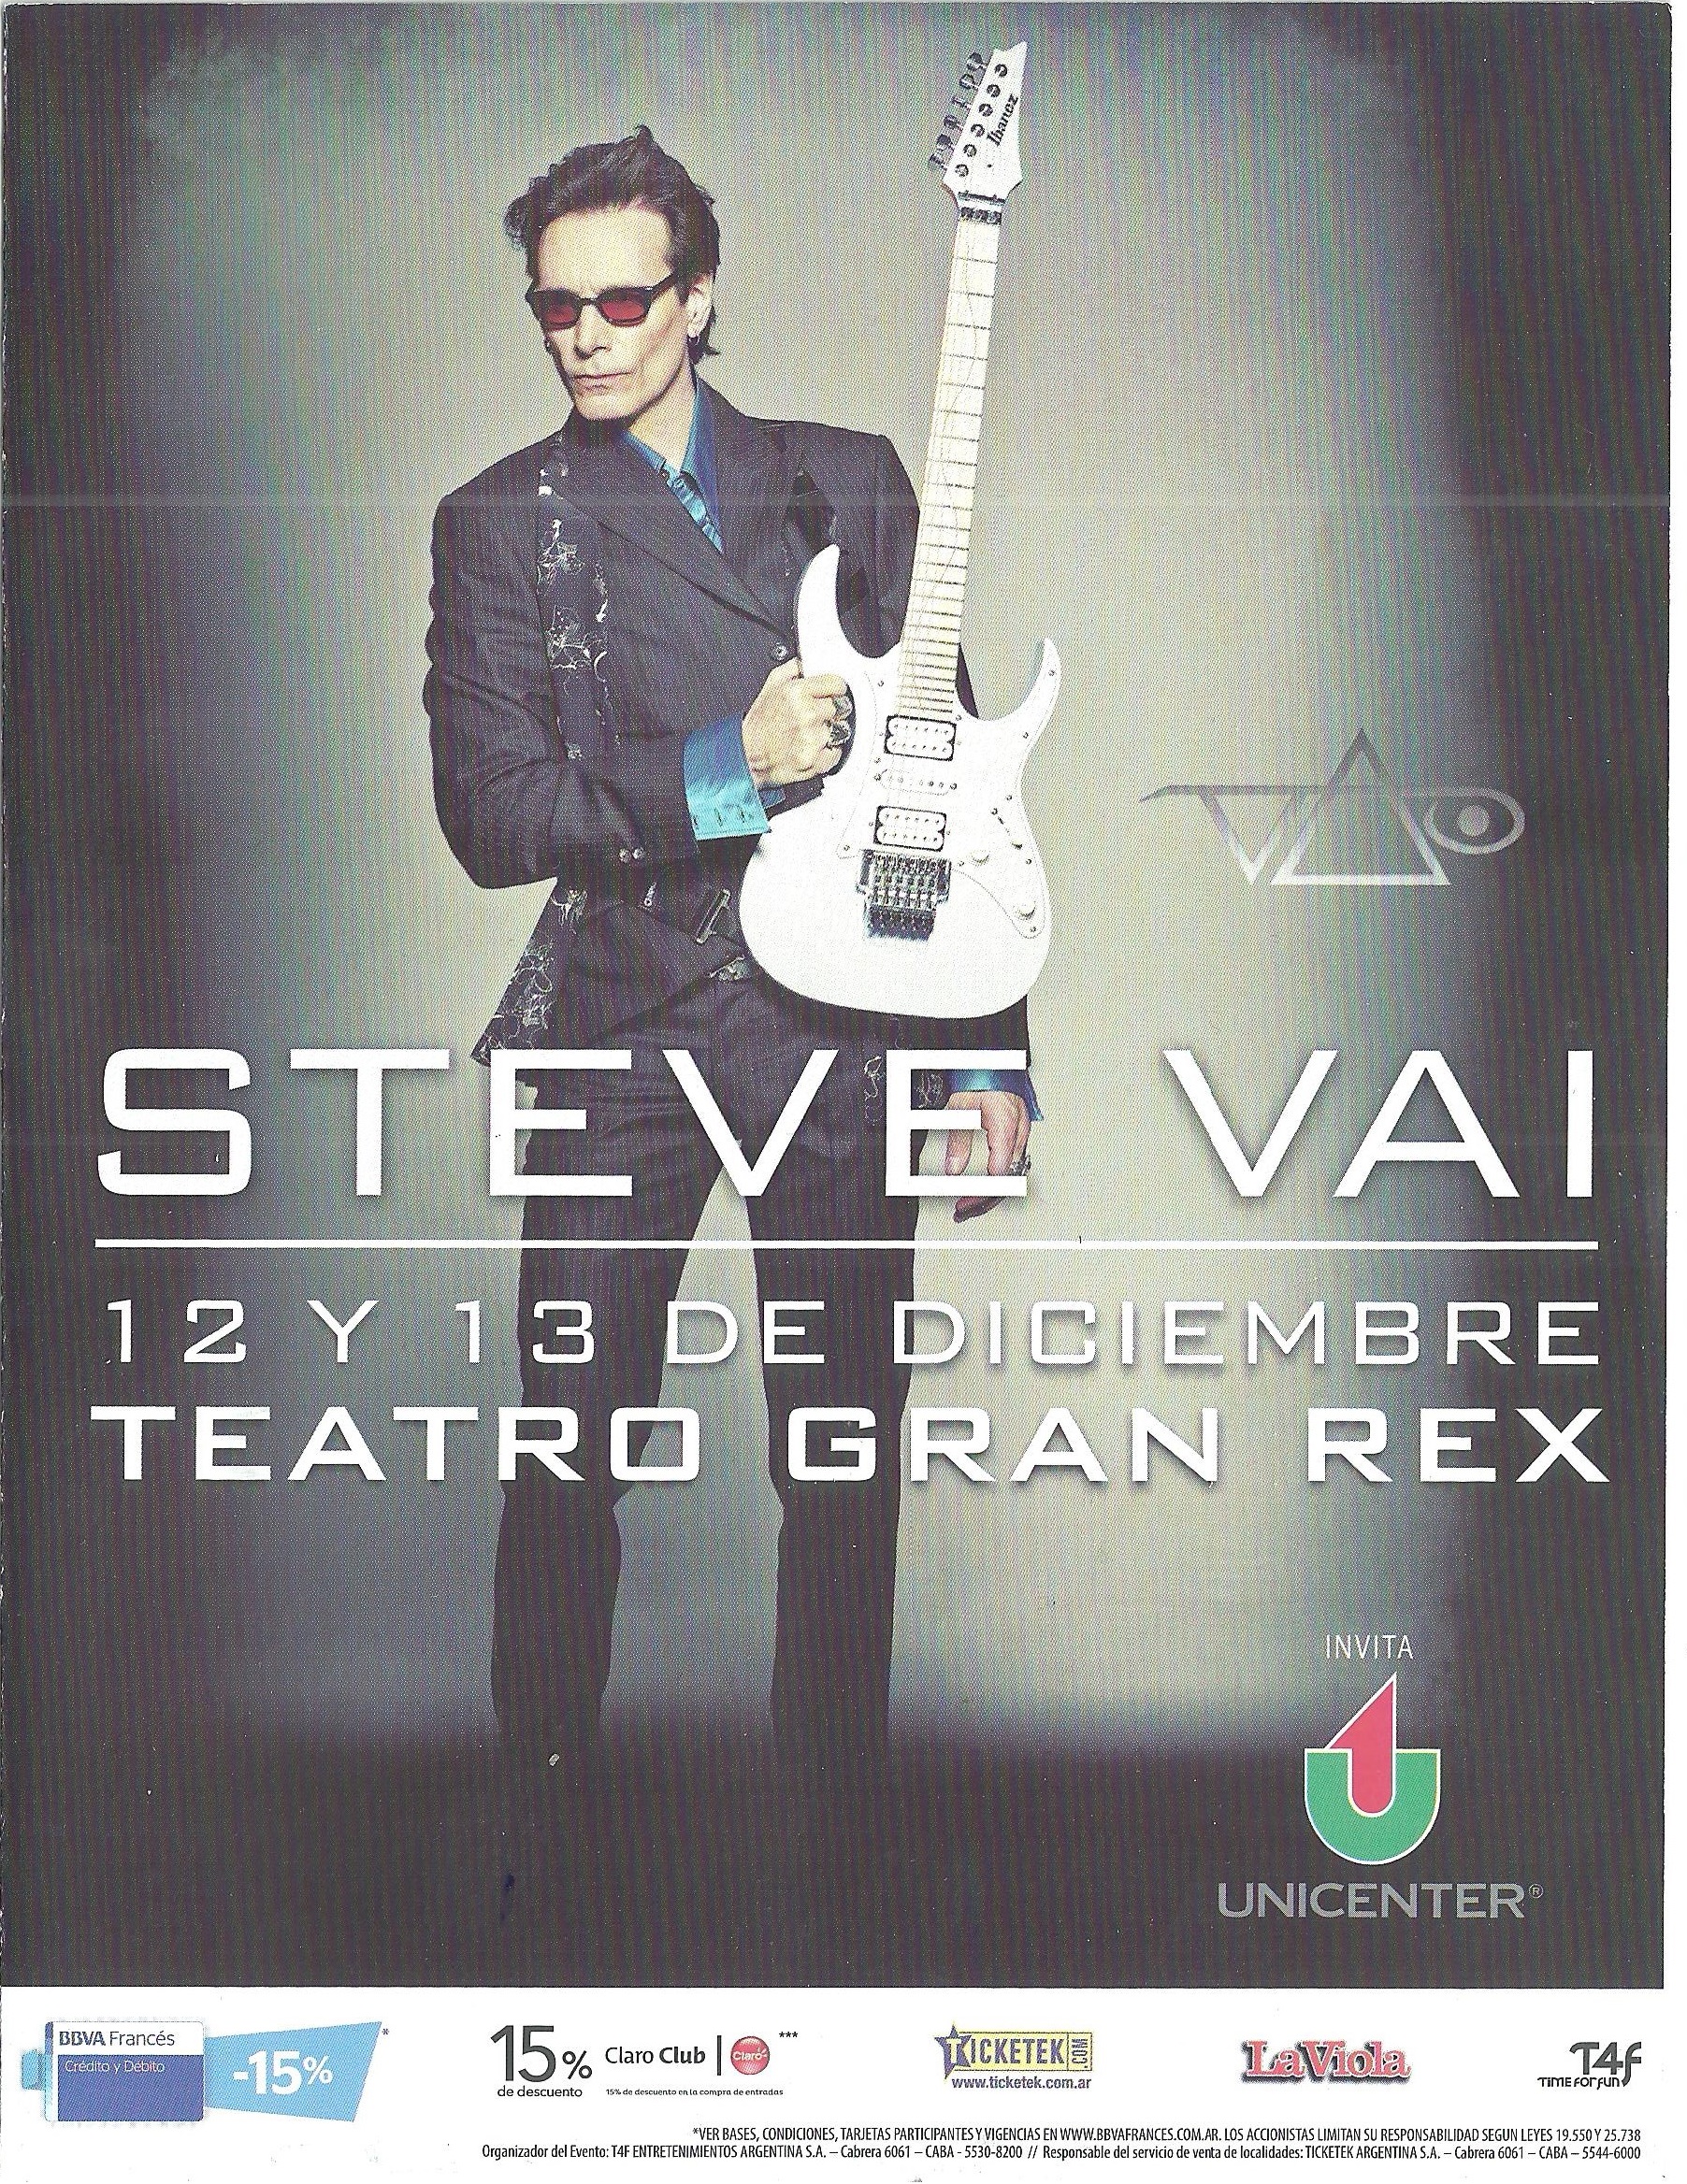 Ibanez
VAI
STEVE VAI
12 Y 13 DE DICIEMBRE
TEATRO GRAN REX
INVITA
UNICENTER®
BBVA Francés
Crédito y Débito
-15%
*
15% de descuento
Claro Club | Claro ***
15% de descuento en la compra de entradas
TICKETEK.COM
www.ticketek.com.ar
LaViola
T4F
TIME FOR FUN
*VER BASES, CONDICIONES, TARJETAS PARTICIPANTES Y VIGENCIAS EN WWW.BBVAFRANCES.COM.AR. LOS ACCIONISTAS LIMITAN SU RESPONSABILIDAD SEGUN LEYES 19.550 Y 25.738
Organizador del Evento: T4F ENTRETENIMIENTOS ARGENTINA S.A. – Cabrera 6061 – CABA - 5530-8200 // Responsable del servicio de venta de localidades: TICKETEK ARGENTINA S.A. – Cabrera 6061 – CABA – 5544-6000